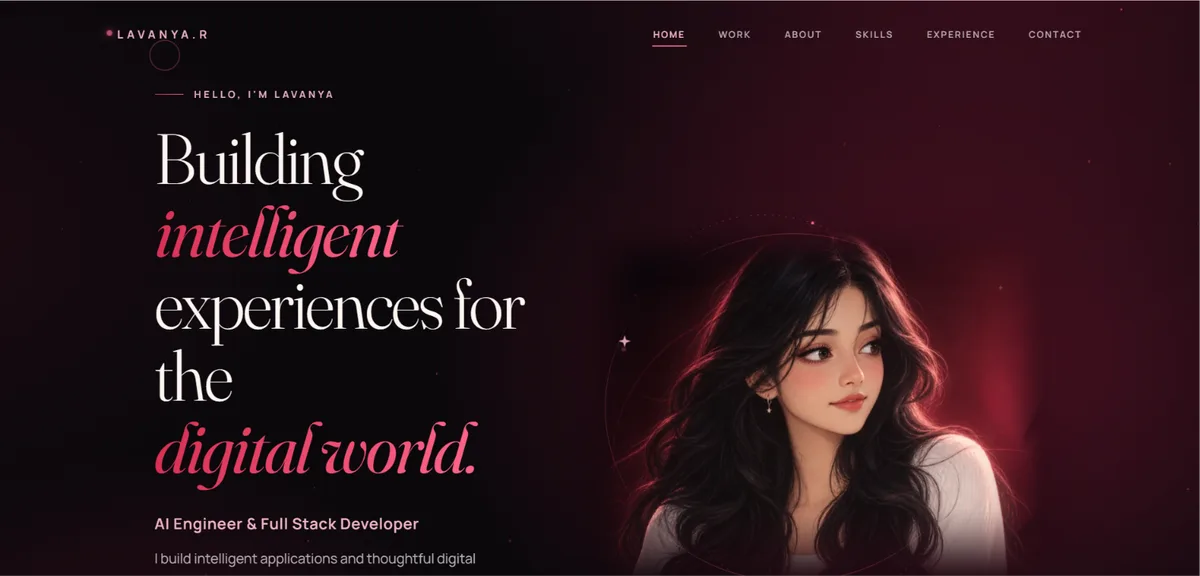 LAVANYA.R
HOME WORK ABOUT SKILLS EXPERIENCE CONTACT
HELLO, I'M LAVANYA
Building
intelligent
experiences for
the
digital world.
AI Engineer & Full Stack Developer
I build intelligent applications and thoughtful digital